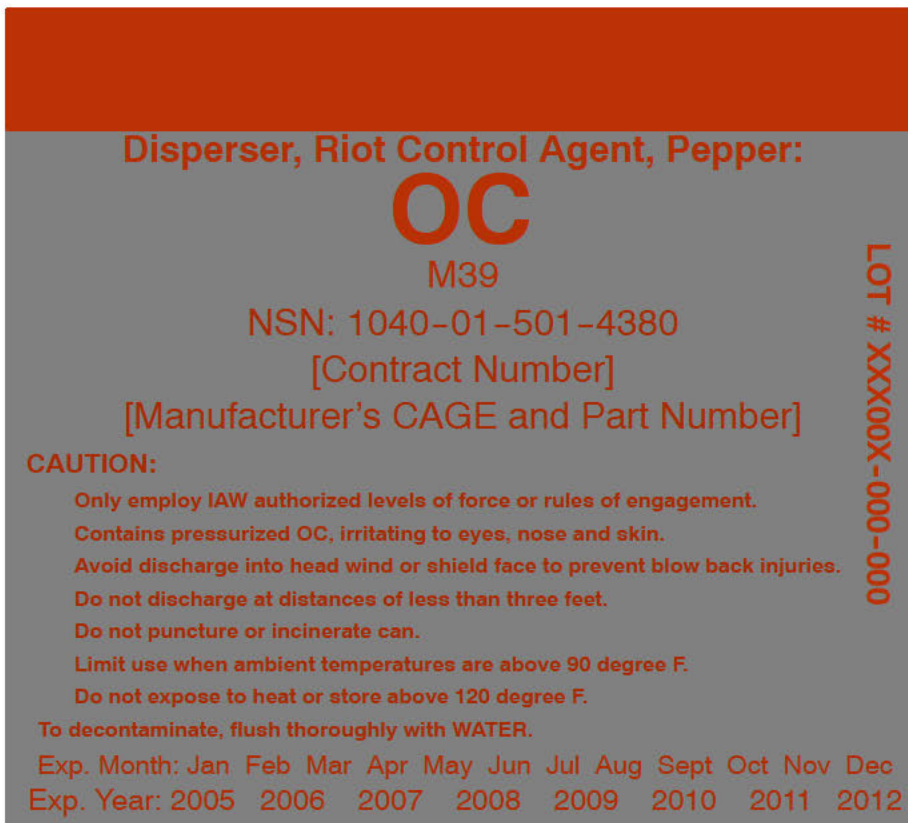 Disperser, Riot Control Agent, Pepper:
OC
M39
NSN: 1040-01-501-4380
[Contract Number]
[Manufacturer's CAGE and Part Number]
LOT # XXX00X-000-000
CAUTION:
Only employ IAW authorized levels of force or rules of engagement.
Contains pressurized OC, irritating to eyes, nose and skin.
Avoid discharge into head wind or shield face to prevent blow back injuries.
Do not discharge at distances of less than three feet.
Do not puncture or incinerate can.
Limit use when ambient temperatures are above 90 degree F.
Do not expose to heat or store above 120 degree F.
To decontaminate, flush thoroughly with WATER.
Exp. Month: Jan Feb Mar Apr May Jun Jul Aug Sept Oct Nov Dec
Exp. Year: 2005 2006 2007 2008 2009 2010 2011 2012